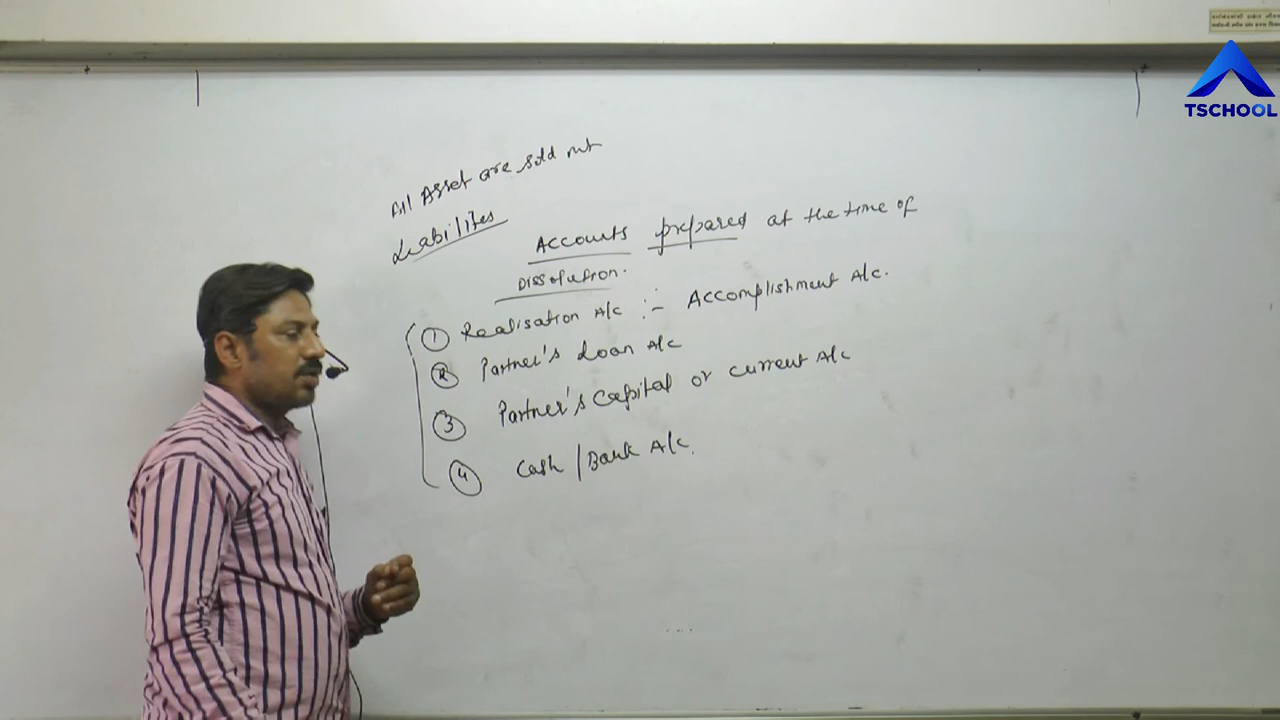 TSCHOOL
All Asset are sold out
Liabilites
Accounts prepared at the time of
Dissolution.
① Realisation A/c :- Accomplishment A/c.
② Partner's Loan A/c
③ Partner's Capital or current A/c
④ Cash / Bank A/c.